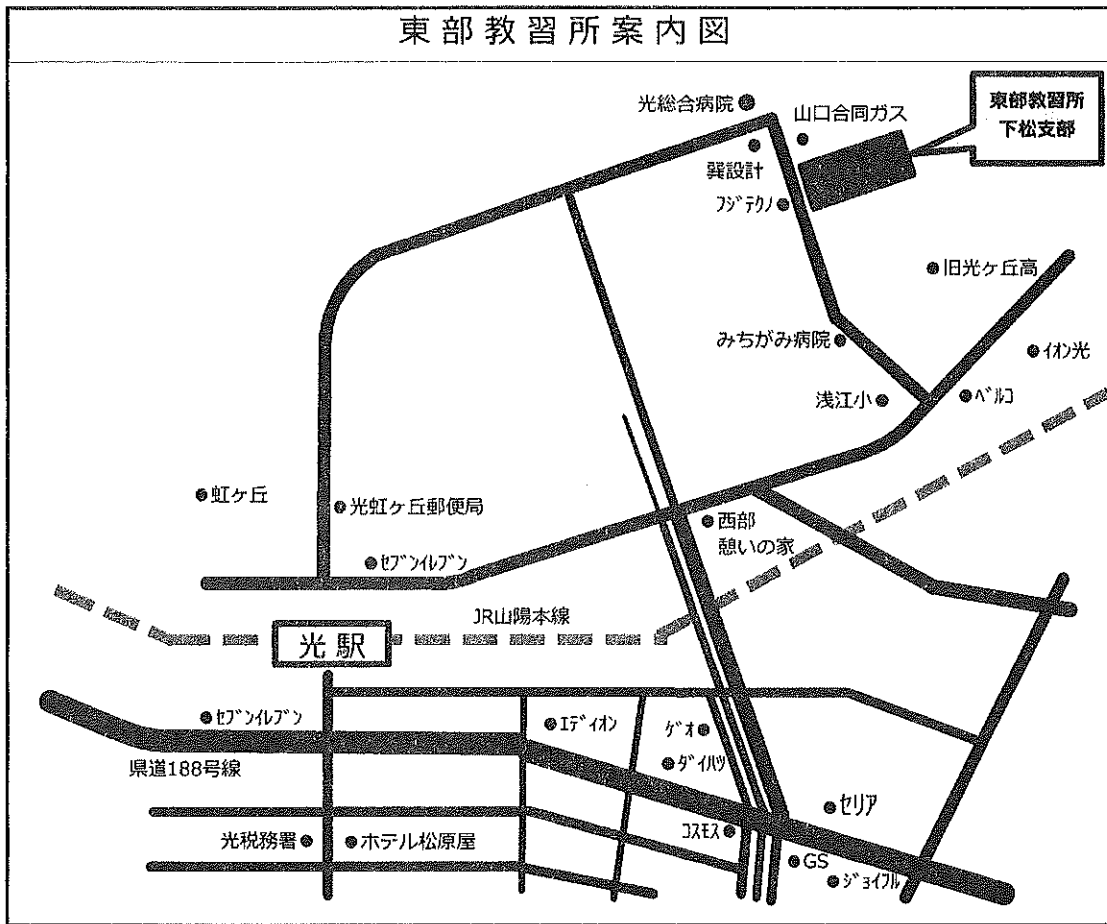 東部教習所案内図
光総合病院
山口合同ガス
東部教習所
下松支部
巽設計
フジテクノ
旧光ヶ丘高
みちがみ病院
イオン光
浅江小
ベルコ
虹ヶ丘
光虹ヶ丘郵便局
西部
憩いの家
セブンイレブン
JR山陽本線
光駅
セブンイレブン
エディオン
ゲオ
ダイハツ
県道188号線
セリア
コスモス
光税務署
ホテル松原屋
GS
ジョイフル